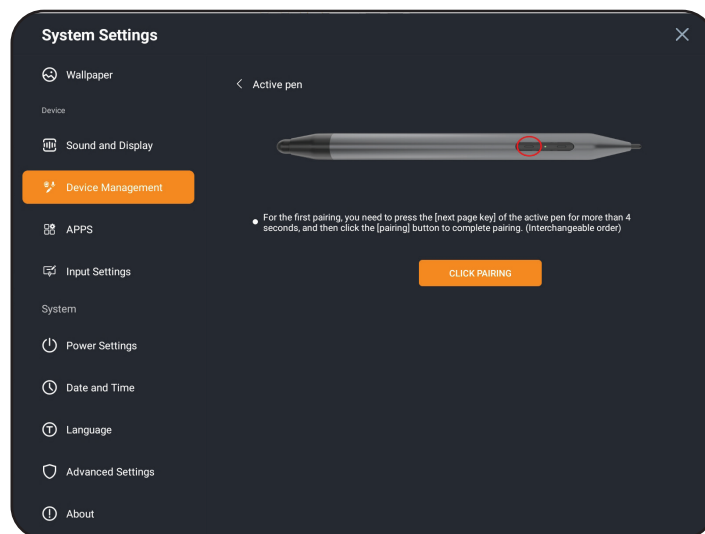 System Settings
Wallpaper
Device
Sound and Display
Device Management
APPS
Input Settings
System
Power Settings
Date and Time
Language
Advanced Settings
About
Active pen
For the first pairing, you need to press the [next page key] of the active pen for more than 4
seconds, and then click the [pairing] button to complete pairing. (Interchangeable order)
CLICK PAIRING